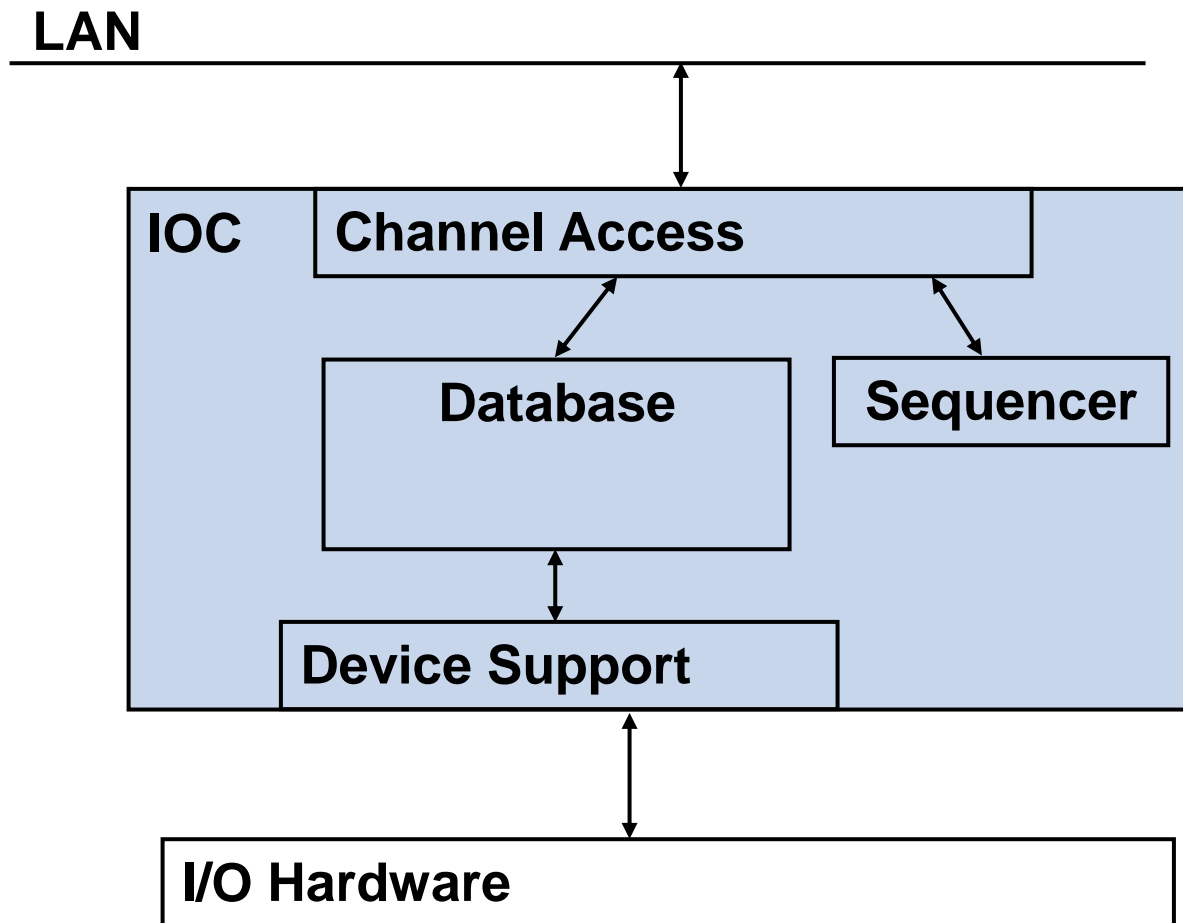 LAN
IOC
Channel Access
Database
Sequencer
Device Support
I/O Hardware